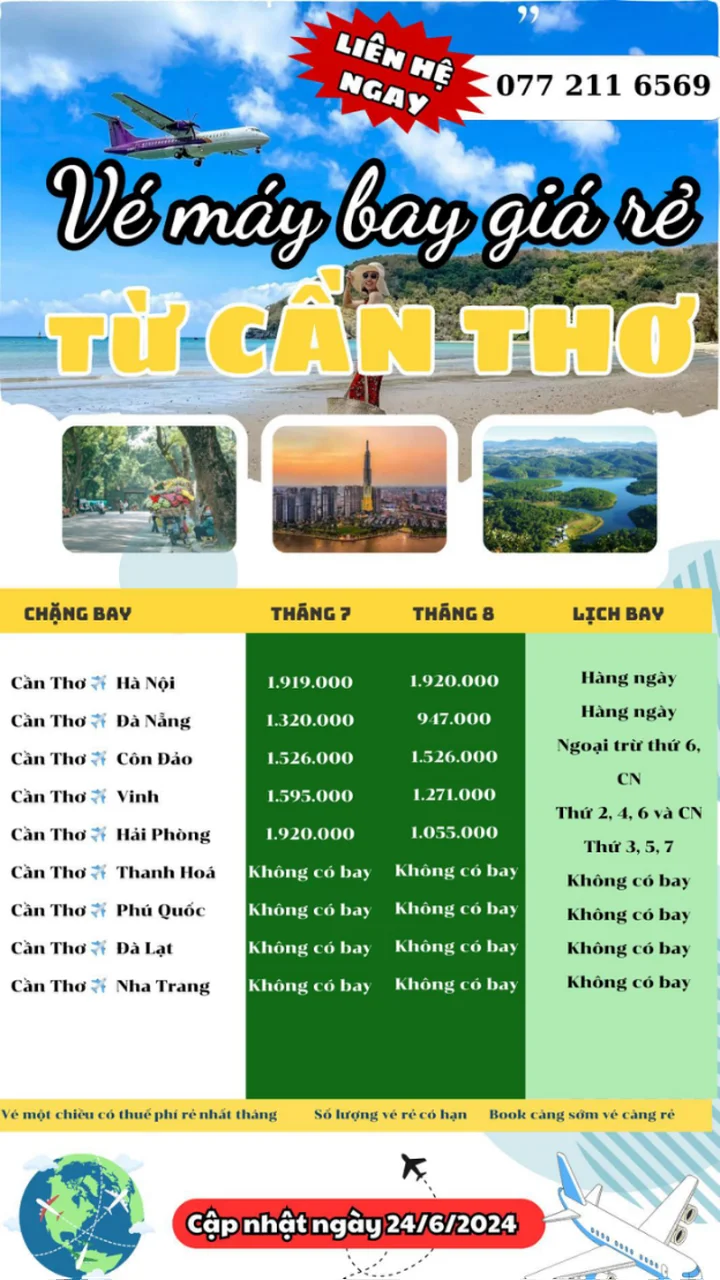 ”
LIÊN HỆ
NGAY
077 211 6569
Vé máy bay giá rẻ
TỪ CẦN THƠ
CHẶNG BAY THÁNG 7 THÁNG 8 LỊCH BAY
Cần Thơ ✈️ Hà Nội 1.919.000 1.920.000 Hàng ngày
Cần Thơ ✈️ Đà Nẵng 1.320.000 947.000 Hàng ngày
Cần Thơ ✈️ Côn Đảo 1.526.000 1.526.000 Ngoại trừ thứ 6,
CN
Cần Thơ ✈️ Vinh 1.595.000 1.271.000 Thứ 2, 4, 6 và CN
Cần Thơ ✈️ Hải Phòng 1.920.000 1.055.000 Thứ 3, 5, 7
Cần Thơ ✈️ Thanh Hoá Không có bay Không có bay Không có bay
Cần Thơ ✈️ Phú Quốc Không có bay Không có bay Không có bay
Cần Thơ ✈️ Đà Lạt Không có bay Không có bay Không có bay
Cần Thơ ✈️ Nha Trang Không có bay Không có bay Không có bay
Vé một chiều có thuế phí rẻ nhất tháng Số lượng vé rẻ có hạn Book càng sớm vé càng rẻ
Cập nhật ngày 24/6/2024